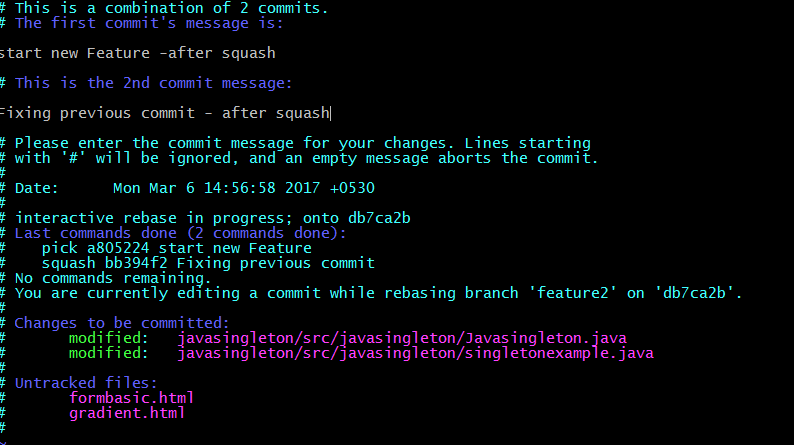 # This is a combination of 2 commits.
# The first commit's message is:
start new Feature -after squash
# This is the 2nd commit message:
Fixing previous commit - after squash
# Please enter the commit message for your changes. Lines starting
# with '#' will be ignored, and an empty message aborts the commit.
#
# Date:      Mon Mar 6 14:56:58 2017 +0530
#
# interactive rebase in progress; onto db7ca2b
# Last commands done (2 commands done):
#    pick a805224 start new Feature
#    squash bb394f2 Fixing previous commit
# No commands remaining.
# You are currently editing a commit while rebasing branch 'feature2' on 'db7ca2b'.
#
# Changes to be committed:
#       modified:   javasingleton/src/javasingleton/Javasingleton.java
#       modified:   javasingleton/src/javasingleton/singletonexample.java
#
# Untracked files:
#       formbasic.html
#       gradient.html
#
~